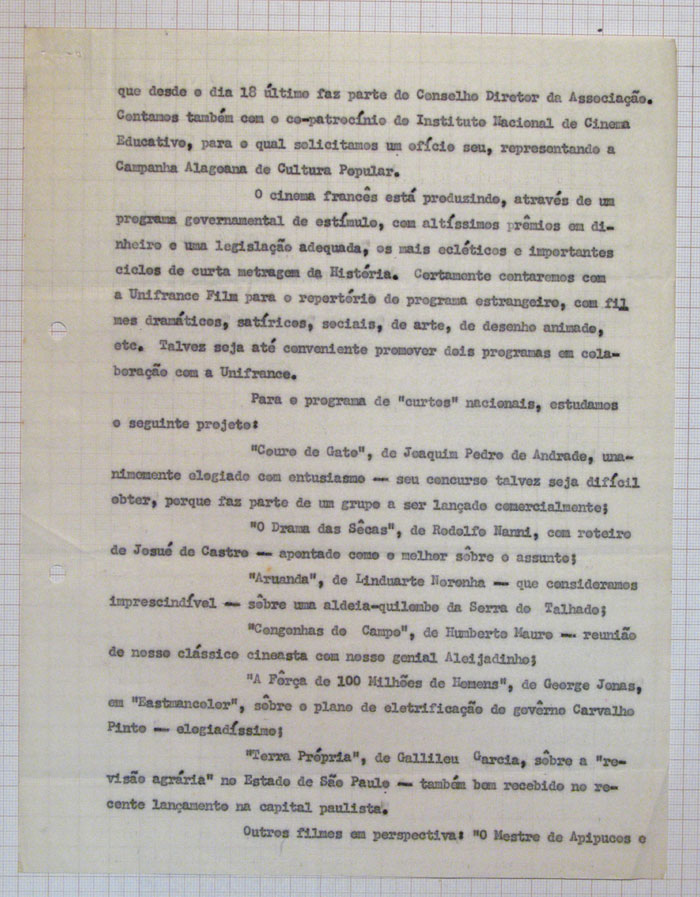 que desde o dia 18 último faz parte do Conselho Diretor da Associação.
Contamos também com o co-patrocínio do Instituto Nacional de Cinema
Educativo, para o qual solicitamos um ofício seu, representando a
Campanha Alagoana de Cultura Popular.
O cinema francês está produzindo, através de um
programa governamental de estímulo, com altíssimos prêmios em di-
nheiro e uma legislação adequada, os mais ecléticos e importantes
ciclos de curta metragem da História. Certamente contaremos com
a Unifrance Film para o repertório do programa estrangeiro, com fil
mes dramáticos, satíricos, sociais, de arte, de desenho animado,
etc. Talvez seja até conveniente promover dois programas em cola-
boração com a Unifrance.
Para o programa de "curtos" nacionais, estudamos
o seguinte projeto:
"Couro de Gato", de Joaquim Pedro de Andrade, una-
nimomente elogiado com entusiasmo — seu concurso talvez seja difícil
obter, porque faz parte de um grupo a ser lançado comercialmente;
"O Drama das Sêcas", de Rodolfo Nanni, com roteiro
de Josué de Castro — apontado como o melhor sôbre o assunto;
"Aruanda", de Linduarte Noronha — que consideramos
imprescindível — sôbre uma aldeia-quilombo da Serra do Talhado;
"Congonhas do Campo", de Humberto Mauro — reunião
do nosso clássico cineasta com nosso genial Aleijadinho;
"A Fôrça de 100 Milhões de Homens", de George Jonas,
em "Eastmancolor", sôbre o plano de eletrificação do govêrno Carvalho
Pinto — elogiadíssimo;
"Terra Própria", de Gallileu Garcia, sôbre a "re-
visão agrária" no Estado de São Paulo — também bem recebido no re-
cente lançamento na capital paulista.
Outros filmes em perspectiva: "O Mestre de Apipucos e